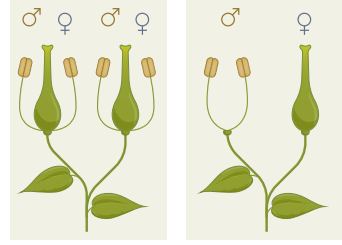 ♂ ♀ ♂ ♀ ♂ ♀